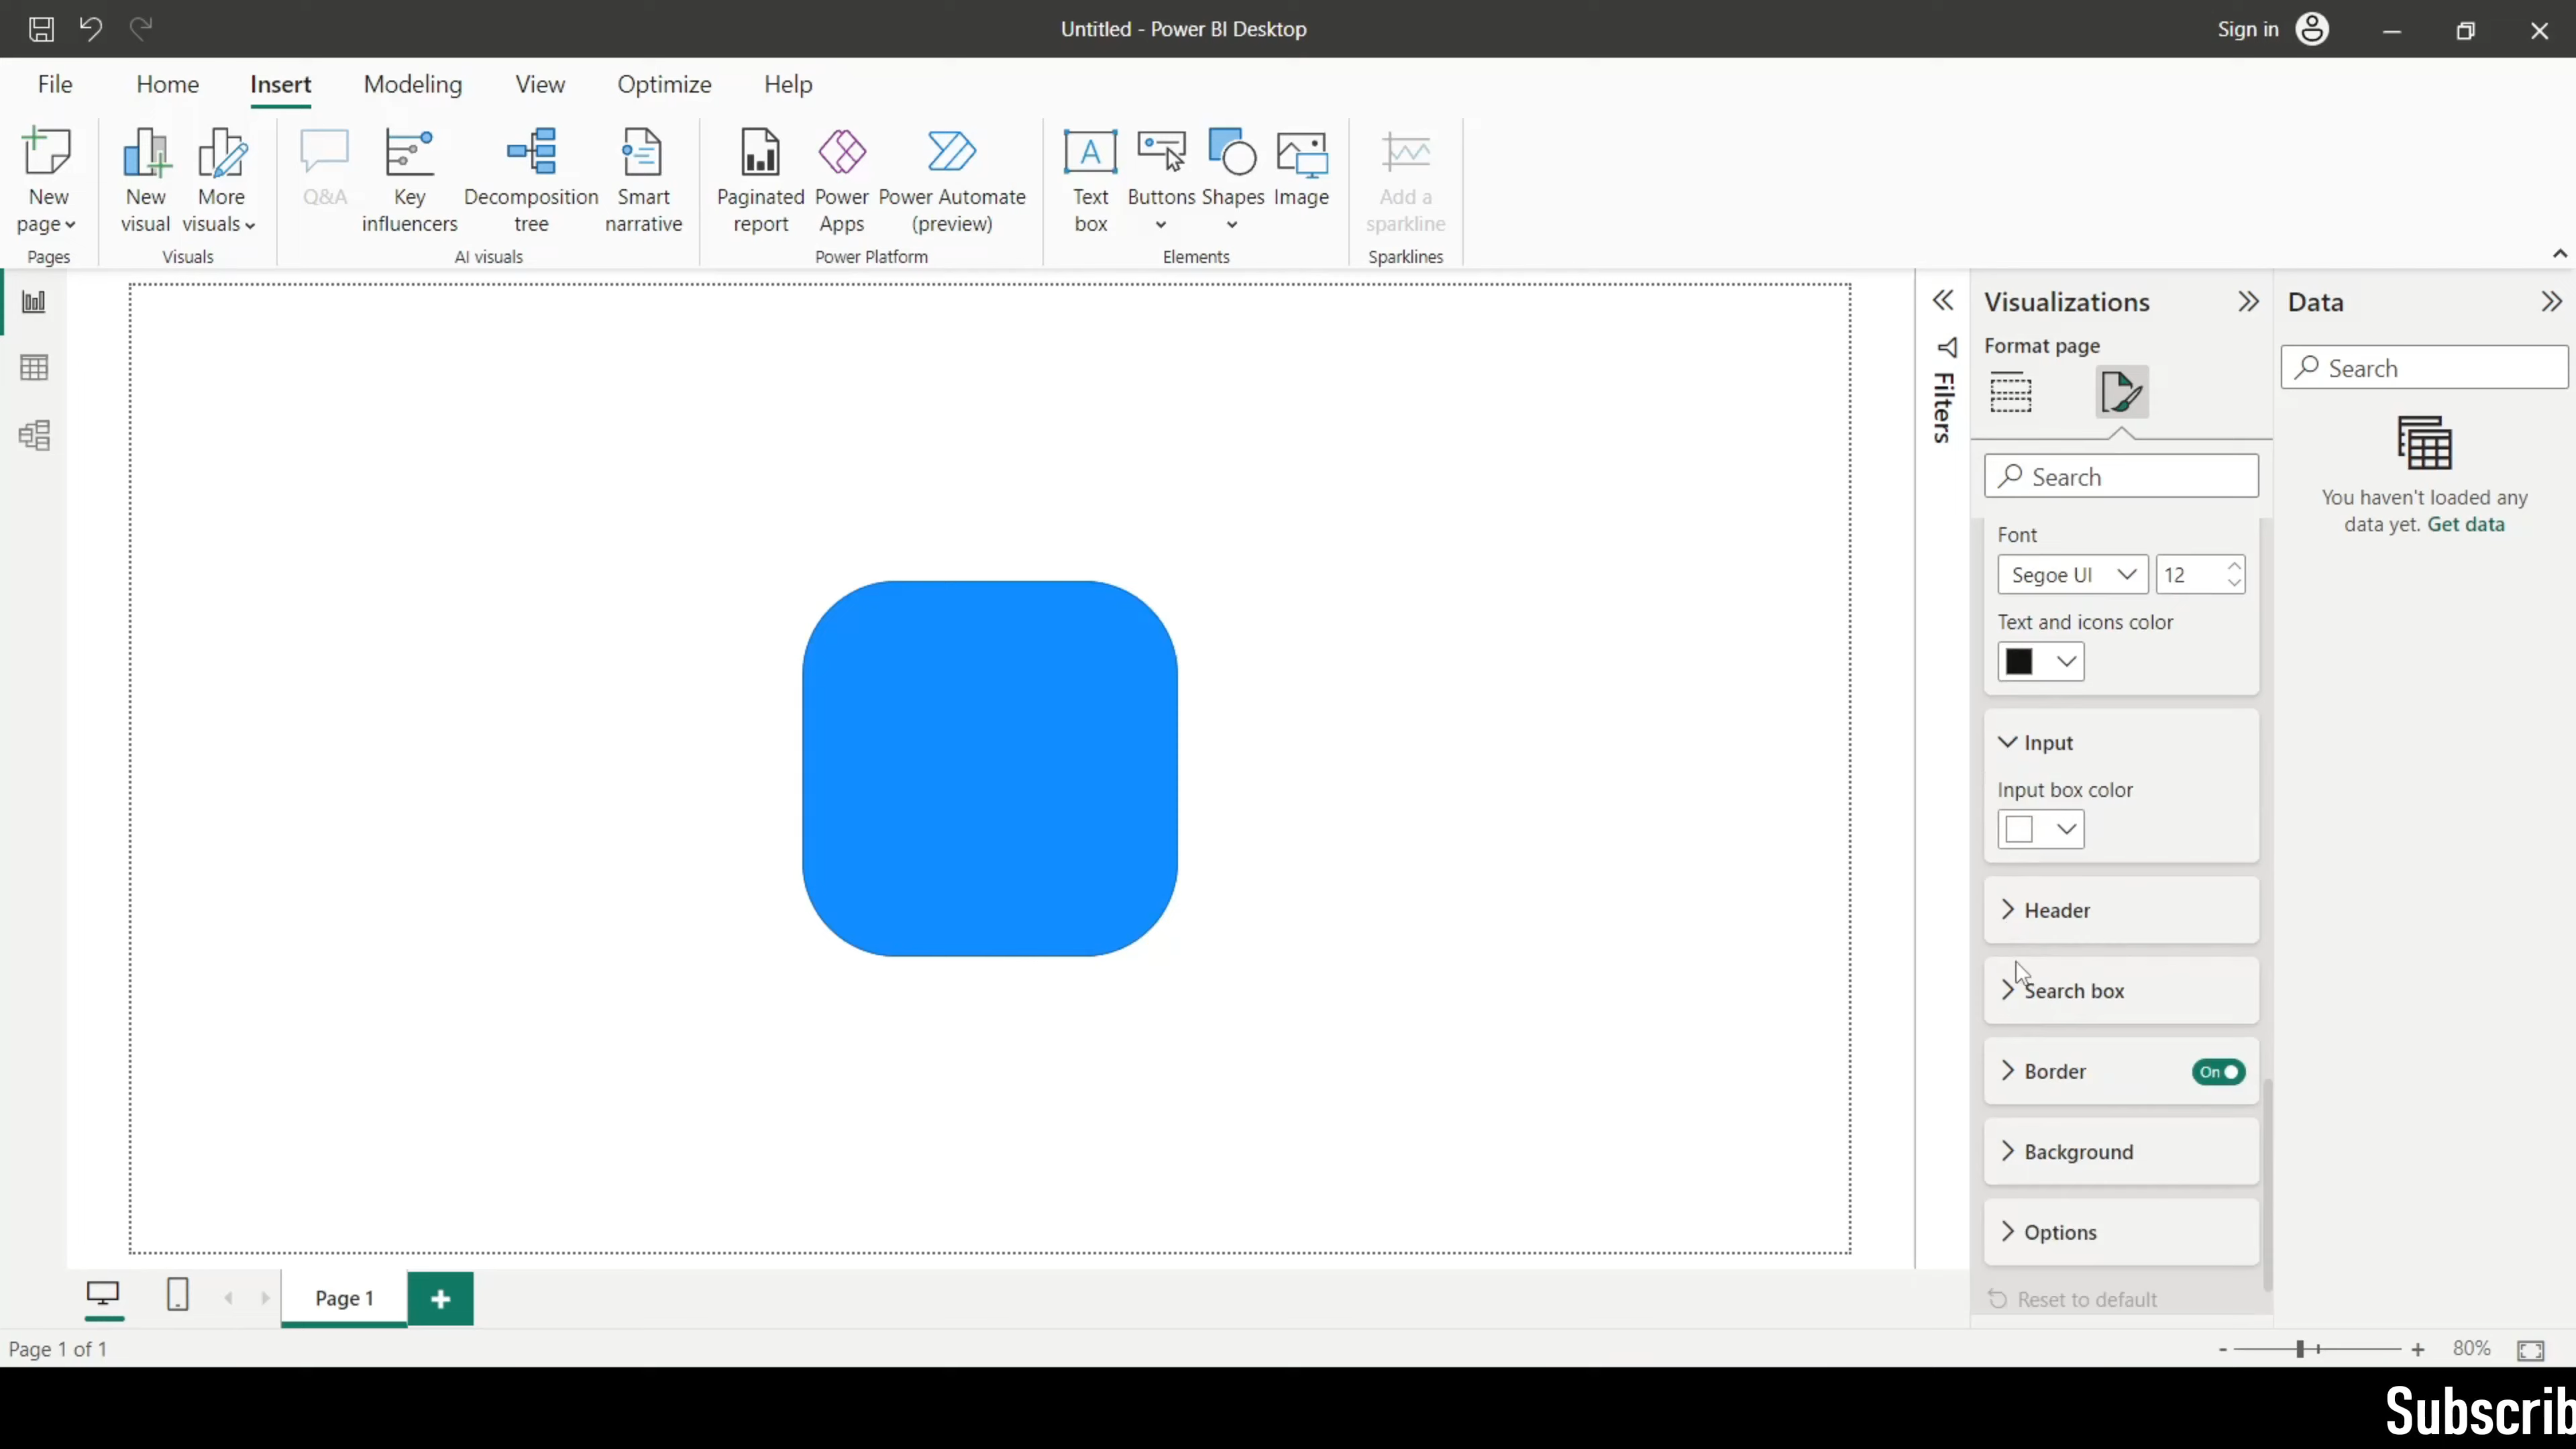 Untitled - Power BI Desktop
Sign in
File Home Insert Modeling View Optimize Help
New page
New visual
More visuals
Q&A
Key influencers
Decomposition tree
Smart narrative
Paginated report
Power Apps
Power Automate (preview)
Text box
Buttons
Shapes
Image
Add a sparkline
Pages
Visuals
AI visuals
Power Platform
Elements
Sparklines
Filters
Visualizations
Format page
Search
Font
Segoe UI 12
Text and icons color
Input
Input box color
Header
Search box
Border On
Background
Options
Reset to default
Data
Search
You haven't loaded any
data yet. Get data
Page 1
Page 1 of 1
- + 80%
Subscrib